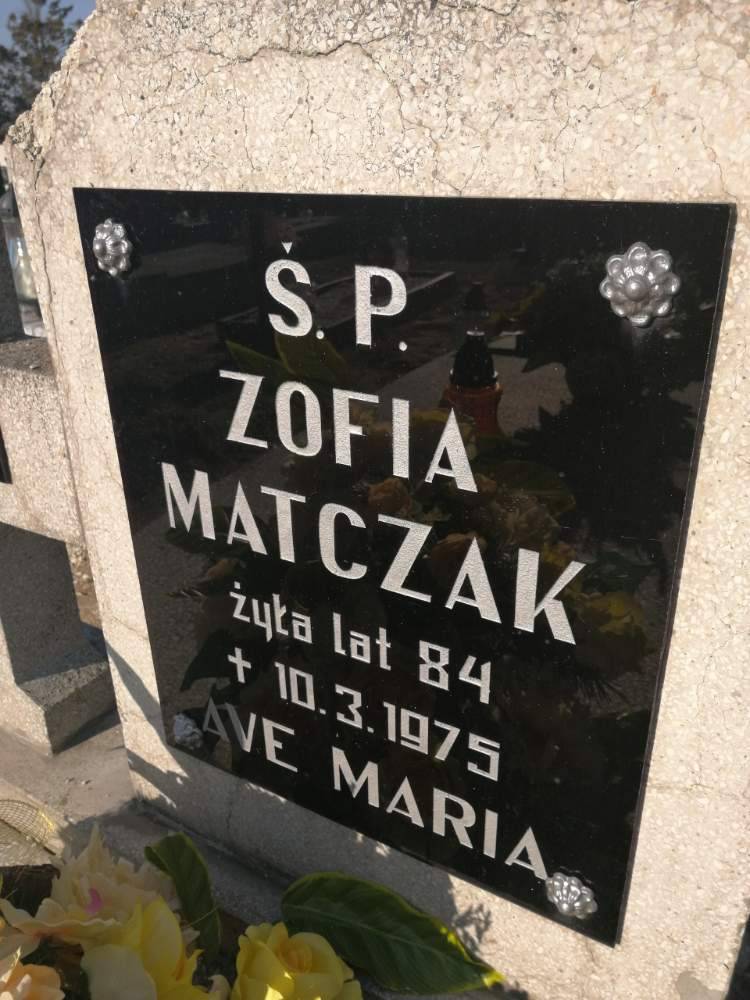 Ś.P.
ZOFIA
MATCZAK
żyła lat 84
+ 10.3.1975
AVE MARIA